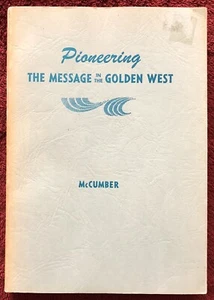 Pioneering
THE MESSAGE IN THE GOLDEN WEST
McCUMBER